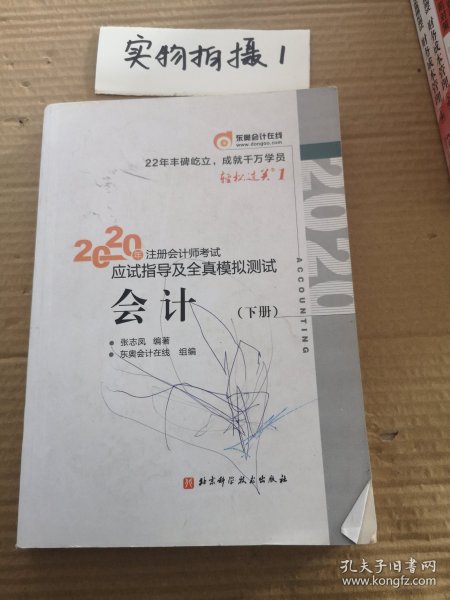 实物拍摄1
东奥会计在线
www.dongao.com
22年丰碑屹立，成就千万学员
轻松过关®1
2020年 注册会计师考试
应试指导及全真模拟测试
会计（下册）
张志凤 编著
东奥会计在线 组编
北京科学技术出版社
2020
ACCOUNTING
2020
孔夫子旧书网
www.kongfz.com